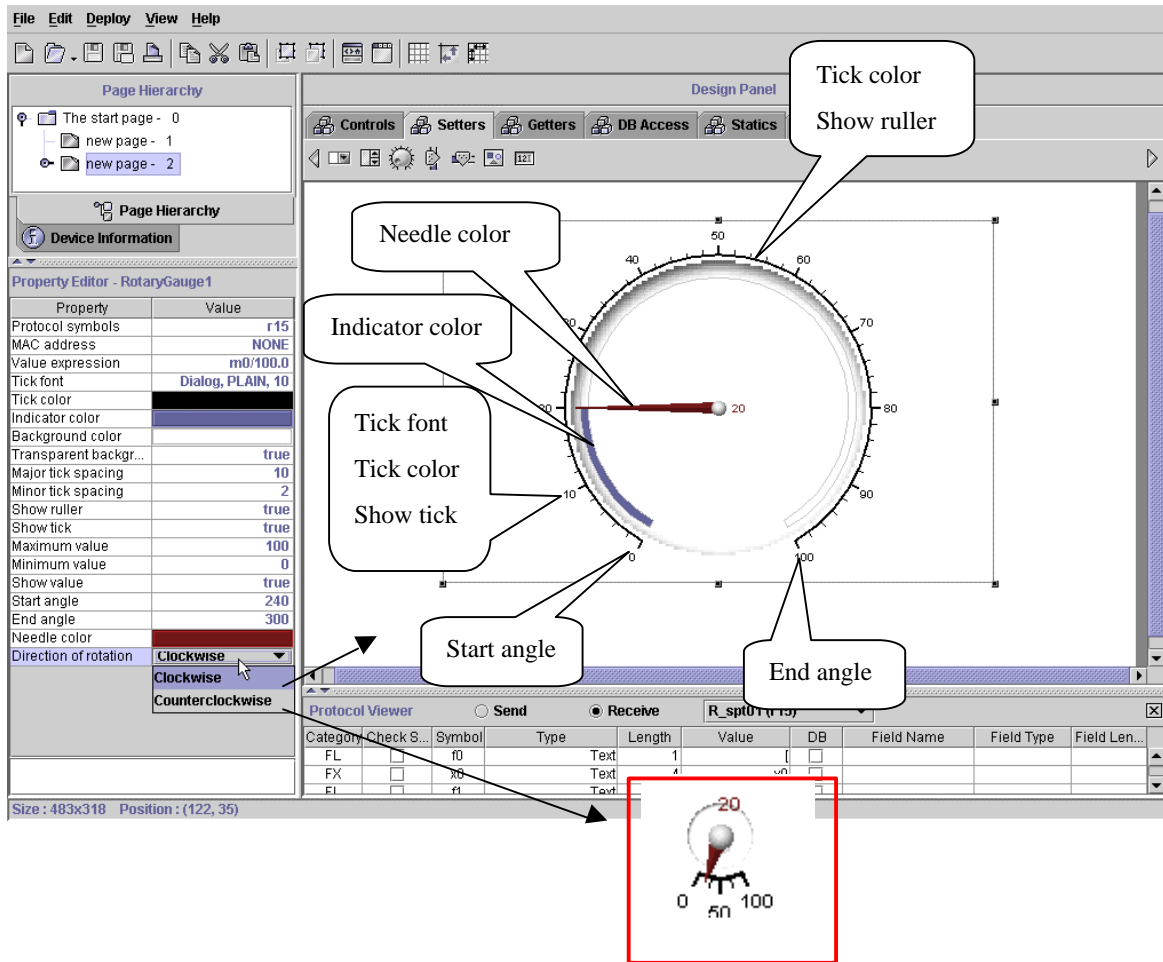 File Edit Deploy View Help
Page Hierarchy
The start page - 0
new page - 1
new page - 2
Page Hierarchy
Device Information
Property Editor - RotaryGauge1
Property Value
Protocol symbols r15
MAC address NONE
Value expression m0/100.0
Tick font Dialog, PLAIN, 10
Tick color
Indicator color
Background color
Transparent backgr... true
Major tick spacing 10
Minor tick spacing 2
Show ruller true
Show tick true
Maximum value 100
Minimum value 0
Show value true
Start angle 240
End angle 300
Needle color
Direction of rotation Clockwise
Clockwise
Counterclockwise
Size : 483x318 Position : (122, 35)
Design Panel
Controls Setters Getters DB Access Statics
Tick color
Show ruller
Needle color
Indicator color
Tick font
Tick color
Show tick
Start angle
End angle
0
10
40
50
60
70
80
90
100
20
Protocol Viewer Send Receive
Category Check S... Symbol Type Length Value DB Field Name Field Type Field Len...
FL f0 Text 1 [
FX x0 Text 4 x0
FL f1 Text
20
0 50 100